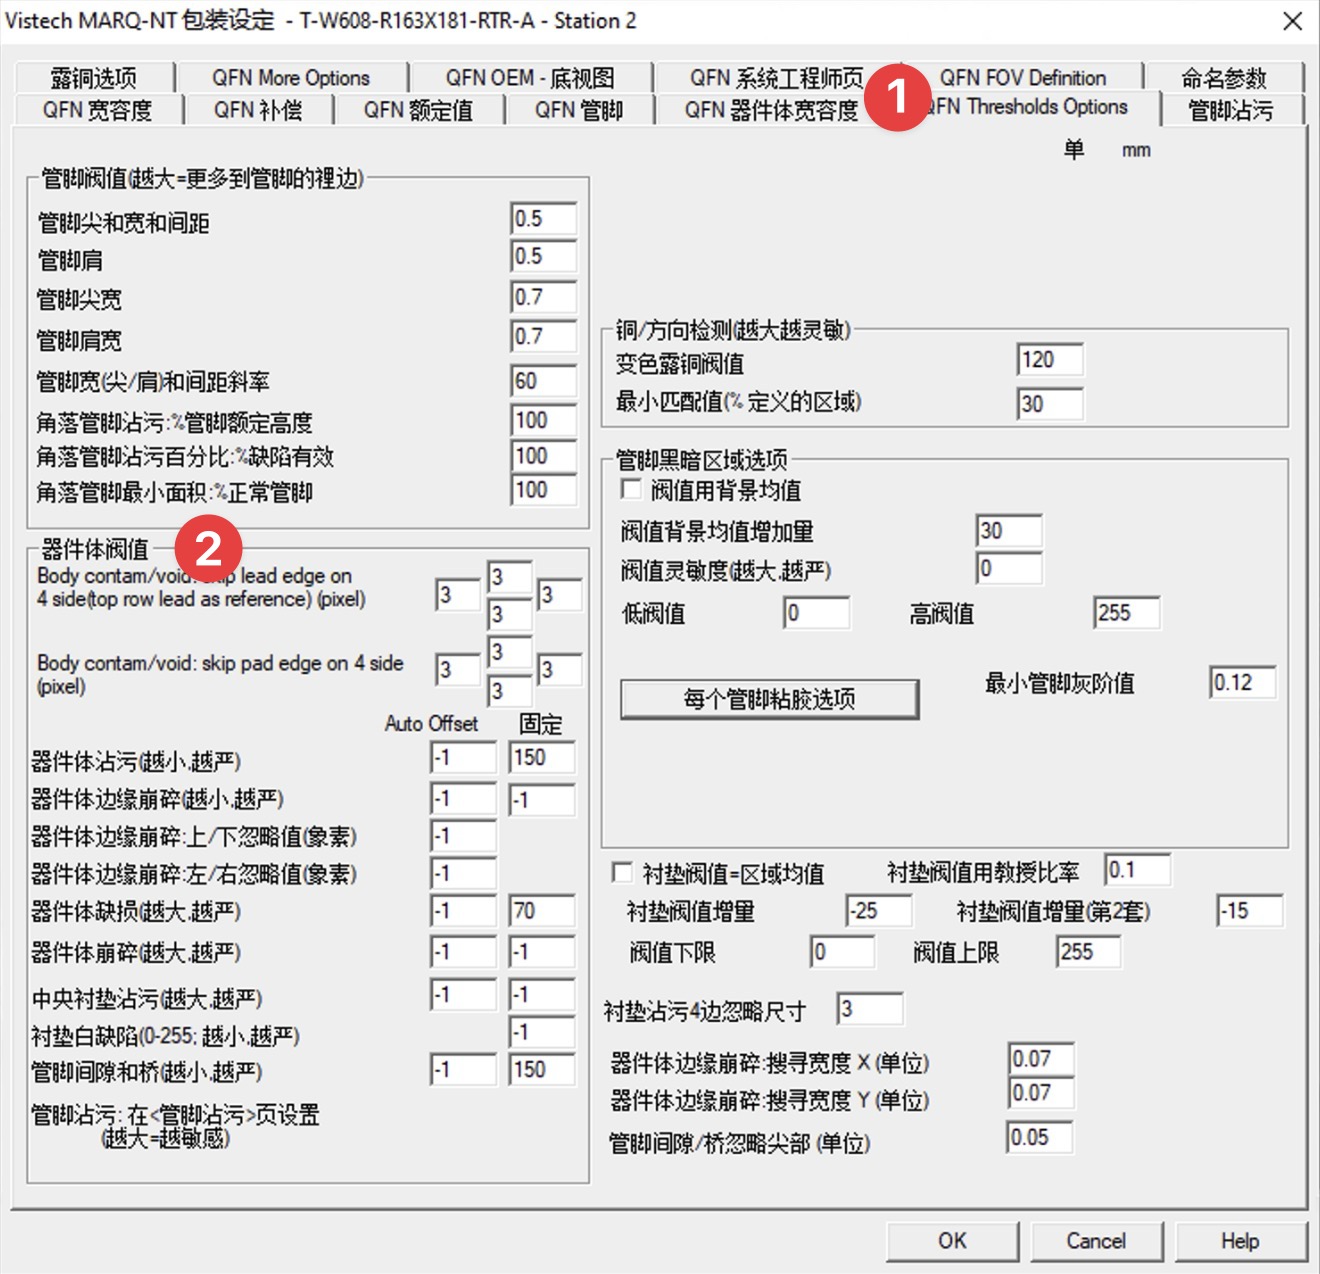 Vistech MARQ-NT 包装设定 - T-W608-R163X181-RTR-A - Station 2
露铜选项 QFN More Options QFN OEM - 底视图 QFN 系统工程师页 QFN FOV Definition 命名参数
QFN 宽容度 QFN 补偿 QFN 额定值 QFN 管脚 QFN 器件体宽容度 1 QFN Thresholds Options 管脚沾污
单 mm
管脚阀值(越大=更多到管脚的裡边)
管脚尖和宽和间距 0.5
管脚肩 0.5
管脚尖宽 0.7
管脚肩宽 0.7
管脚宽(尖/肩)和间距斜率 60
角落管脚沾污:%管脚额定高度 100
角落管脚沾污百分比:%缺陷有效 100
角落管脚最小面积:%正常管脚 100
器件体阀值 2
Body contam/void: skip lead edge on
4 side(top row lead as reference) (pixel)
3 3 3 3
Body contam/void: skip pad edge on 4 side
(pixel)
3 3 3 3
Auto Offset 固定
器件体沾污(越小,越严) -1 150
器件体边缘崩碎(越小,越严) -1 -1
器件体边缘崩碎:上/下忽略值(象素) -1
器件体边缘崩碎:左/右忽略值(象素) -1
器件体缺损(越大,越严) -1 70
器件体崩碎(越大,越严) -1 -1
中央衬垫沾污(越大,越严) -1 -1
衬垫白缺陷(0-255; 越小,越严) -1
管脚间隙和桥(越小,越严) -1 150
管脚沾污: 在<管脚沾污>页设置
(越大=越敏感)
铜/方向检测(越大越灵敏)
变色露铜阀值 120
最小匹配值(% 定义的区域) 30
管脚黑暗区域选项
阀值用背景均值
阀值背景均值增加量 30
阀值灵敏度(越大,越严) 0
低阀值 0 高阀值 255
每个管脚粘胶选项 最小管脚灰阶值 0.12
衬垫阀值=区域均值 衬垫阀值用教授比率 0.1
衬垫阀值增量 -25 衬垫阀值增量(第2套) -15
阀值下限 0 阀值上限 255
衬垫沾污4边忽略尺寸 3
器件体边缘崩碎:搜寻宽度 X (单位) 0.07
器件体边缘崩碎:搜寻宽度 Y (单位) 0.07
管脚间隙/桥忽略尖部 (单位) 0.05
OK Cancel Help